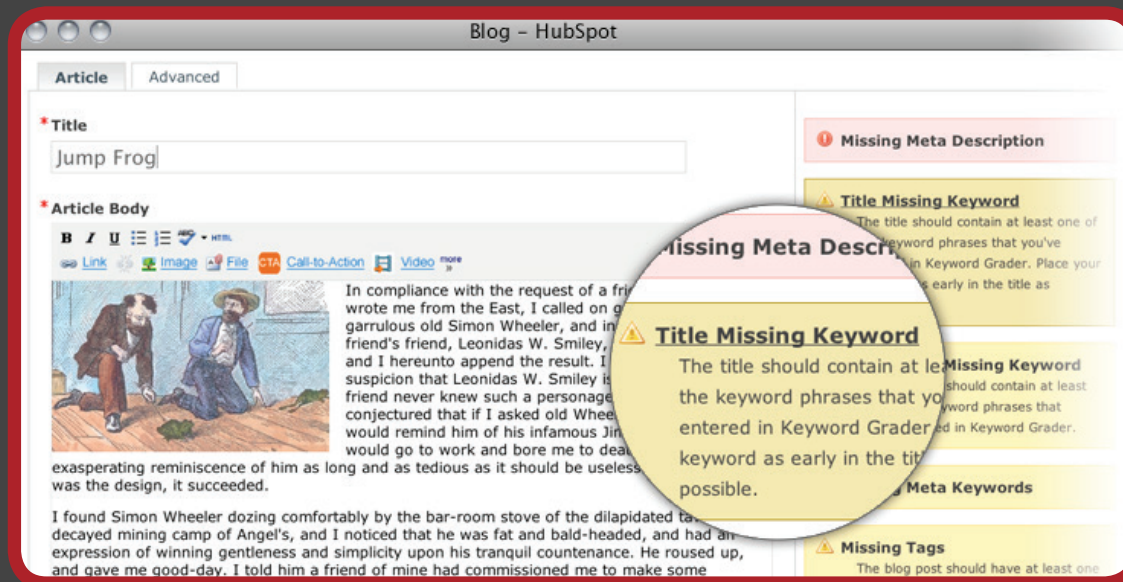 Blog – HubSpot
Article
Advanced
*Title
Jump Frog
*Article Body
B I U ABC HTML
Link Image File CTA Call-to-Action Video more »
In compliance with the request of a
wrote me from the East, I called on
garrulous old Simon Wheeler, and in
friend's friend, Leonidas W. Smiley,
and I hereunto append the result. I
suspicion that Leonidas W. Smiley
friend never knew such a personage
conjectured that if I asked old
would remind him of his infamous
would go to work and bore me to
exasperating reminiscence of him as long and as tedious as it should be useless
was the design, it succeeded.
I found Simon Wheeler dozing comfortably by the bar-room stove of the dilapidated
decayed mining camp of Angel's, and I noticed that he was fat and bald-headed, and had an
expression of winning gentleness and simplicity upon his tranquil countenance. He roused up,
and gave me good-day. I told him a friend of mine had commissioned me to make some
Missing Meta
Title Missing Keyword
The title should contain at
the keyword phrases that
entered in Keyword Grader
keyword as early in the
possible.
Missing Meta Description
Title Missing Keyword
The title should contain at least one of
keyword phrases that you've
in Keyword Grader. Place your
as early in the title as
Missing Keyword
should contain at least
phrases that
in Keyword Grader.
Meta Keywords
Missing Tags
The blog post should have at least one